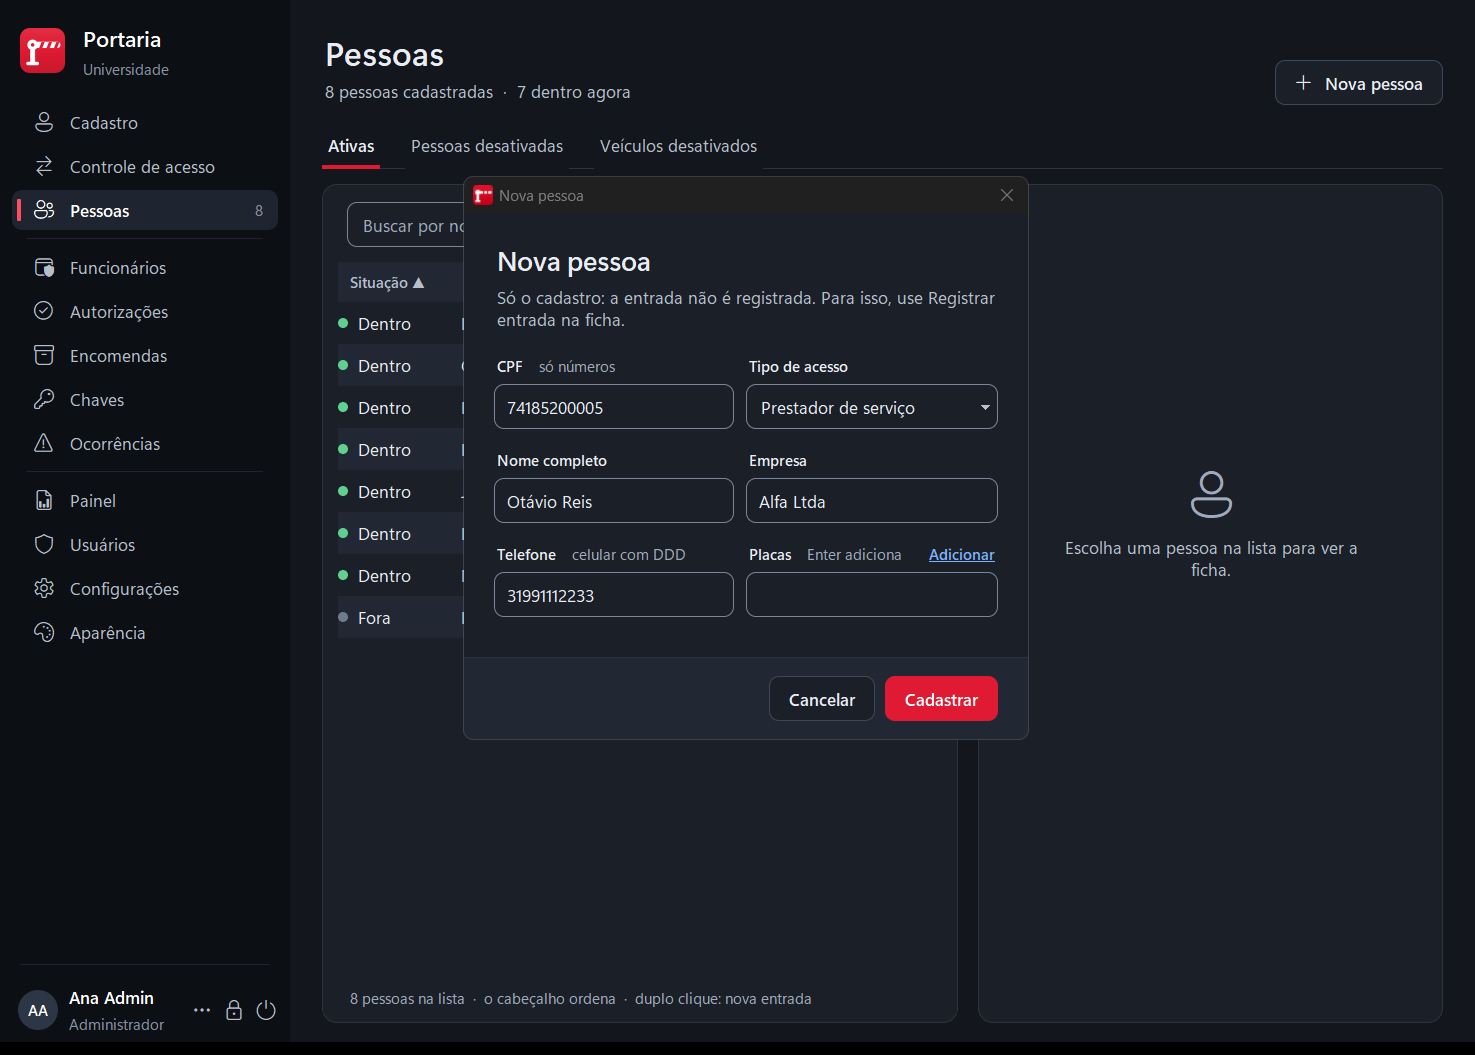 Portaria
Universidade
Cadastro
Controle de acesso
Pessoas 8
Funcionários
Autorizações
Encomendas
Chaves
Ocorrências
Painel
Usuários
Configurações
Aparência
AA
Ana Admin
Administrador
Pessoas
8 pessoas cadastradas · 7 dentro agora
+ Nova pessoa
Ativas
Pessoas desativadas
Veículos desativados
Buscar por
Situação ▲
Dentro
Dentro
Dentro
Dentro
Dentro
Dentro
Dentro
Fora
8 pessoas na lista · o cabeçalho ordena · duplo clique: nova entrada
Nova pessoa
Nova pessoa
Só o cadastro: a entrada não é registrada. Para isso, use Registrar
entrada na ficha.
CPF só números
74185200005
Tipo de acesso
Prestador de serviço
Nome completo
Otávio Reis
Empresa
Alfa Ltda
Telefone celular com DDD
31991112233
Placas Enter adiciona Adicionar
Cancelar
Cadastrar
Escolha uma pessoa na lista para ver a
ficha.